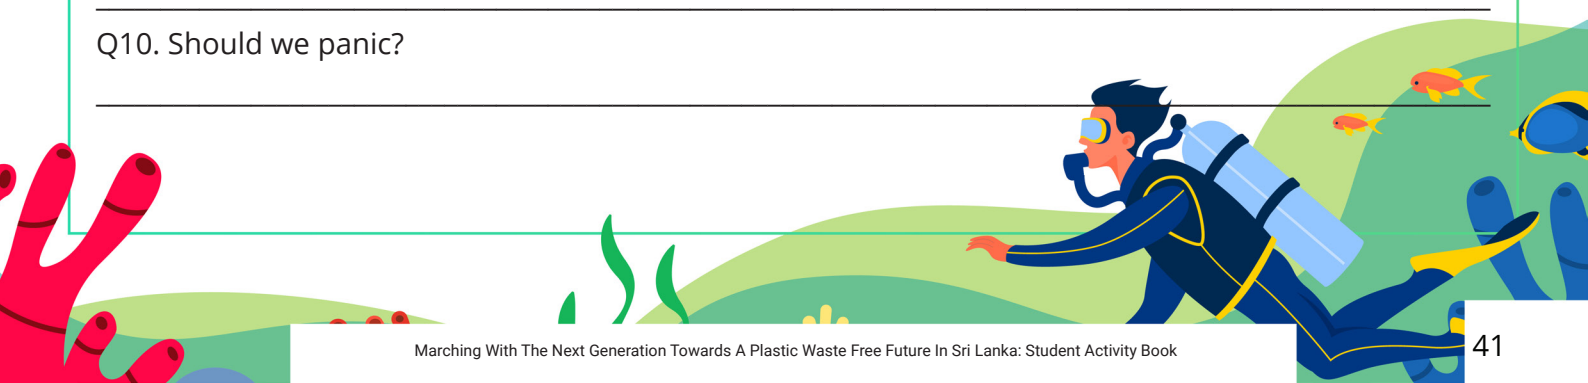 Q10. Should we panic?
Marching With The Next Generation Towards A Plastic Waste Free Future In Sri Lanka: Student Activity Book
41